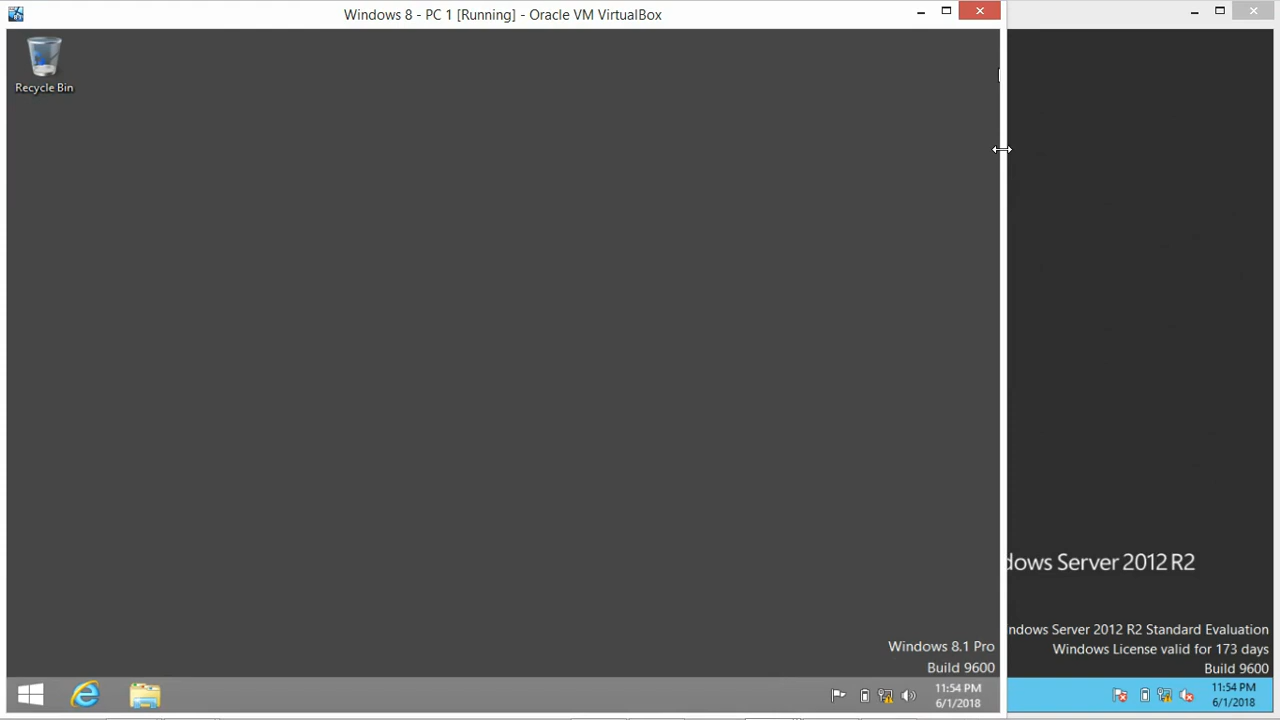 Windows 8 - PC 1 [Running] - Oracle VM VirtualBox
Recycle Bin
Windows 8.1 Pro
Build 9600
11:54 PM
6/1/2018
dows Server 2012 R2
ndows Server 2012 R2 Standard Evaluation
Windows License valid for 173 days
Build 9600
11:54 PM
6/1/2018